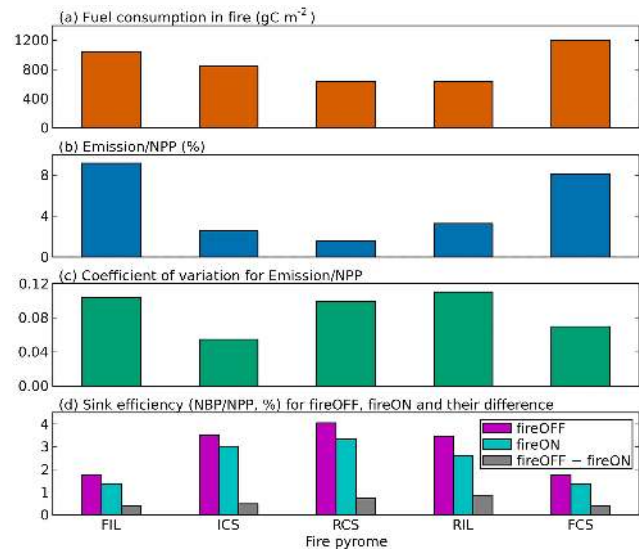 (a) Fuel consumption in fire (gC m⁻²)
1200
800
400
0
(b) Emission/NPP (%)
8
4
0
(c) Coefficient of variation for Emission/NPP
0.12
0.08
0.04
0.00
(d) Sink efficiency (NBP/NPP, %) for fireOFF, fireON and their difference
4
3
2
1
0
fireOFF
fireON
fireOFF − fireON
FIL ICS RCS RIL FCS
Fire pyrome